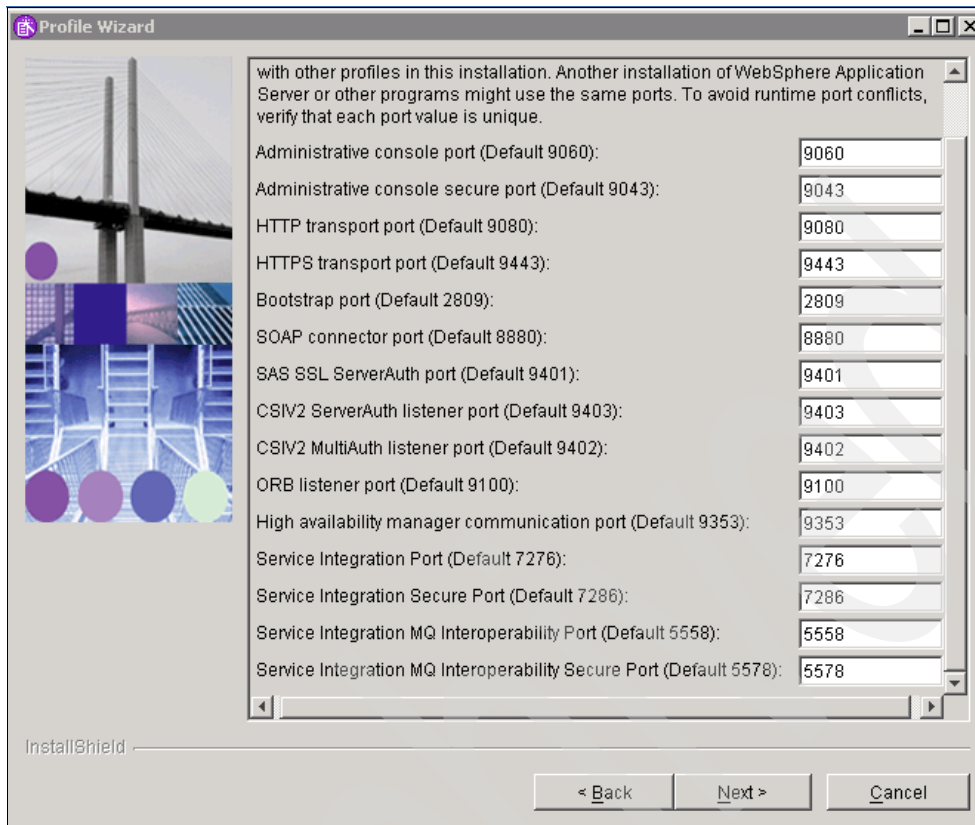 Profile Wizard
with other profiles in this installation. Another installation of WebSphere Application
Server or other programs might use the same ports. To avoid runtime port conflicts,
verify that each port value is unique.
Administrative console port (Default 9060): 9060
Administrative console secure port (Default 9043): 9043
HTTP transport port (Default 9080): 9080
HTTPS transport port (Default 9443): 9443
Bootstrap port (Default 2809): 2809
SOAP connector port (Default 8880): 8880
SAS SSL ServerAuth port (Default 9401): 9401
CSIV2 ServerAuth listener port (Default 9403): 9403
CSIV2 MultiAuth listener port (Default 9402): 9402
ORB listener port (Default 9100): 9100
High availability manager communication port (Default 9353): 9353
Service Integration Port (Default 7276): 7276
Service Integration Secure Port (Default 7286): 7286
Service Integration MQ Interoperability Port (Default 5558): 5558
Service Integration MQ Interoperability Secure Port (Default 5578): 5578
InstallShield
< Back Next > Cancel